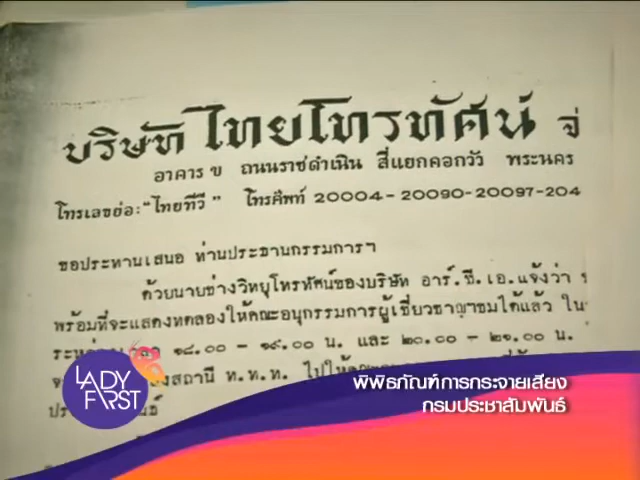 บริษัท ไทยโทรทัศน์ จ
อาคาร ข ถนนราชดำเนิน สี่แยกคอกวัว พระนคร
โทรเลขย่อ: "ไทยทีวี" โทรศัพท์ 20004-20090-20097-204
ขอประทานเสนอ ท่านประธานกรรมการฯ
ด้วยนายช่างวิทยุโทรทัศน์ของบริษัท อาร์.ซี.เอ.แจ้งว่า
พร้อมที่จะแสดงทดลองให้คณะอนุกรรมการผู้เชี่ยวชาญฯชมได้แล้ว ใน
๑๘.๐๐ - ๑๙.๐๐ น. และ ๒๐.๐๐ - ๒๑.๐๐ น.
สถานี ท.ท.ท. ไปให้
LADY
FIRST
พิพิธภัณฑ์การกระจายเสียง
กรมประชาสัมพันธ์